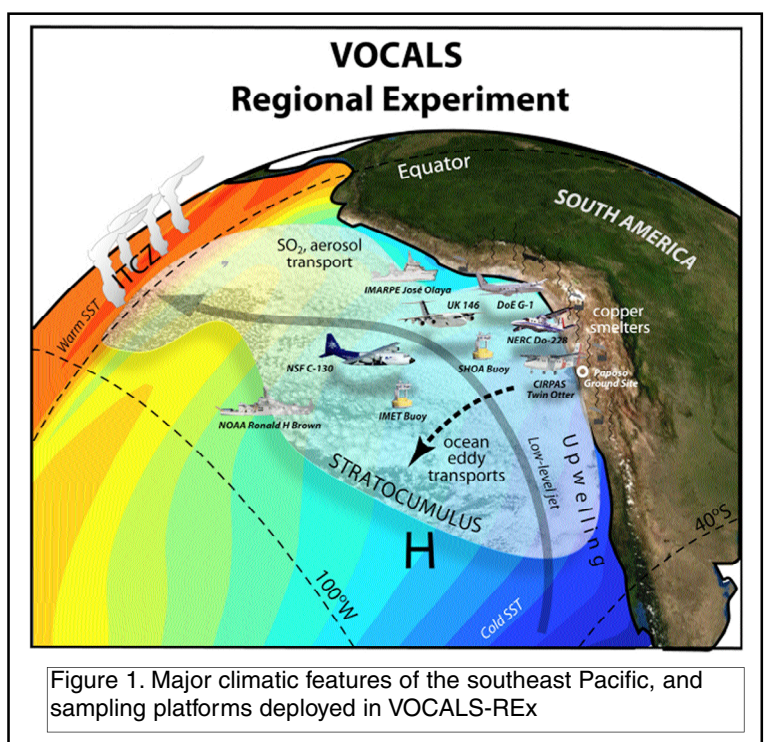 VOCALS
Regional Experiment
Equator
SOUTH AMERICA
ITCZ
SO2, aerosol
transport
Warm SST
IMARPE José Olaya
UK 146
DoE G-1
copper
smelters
NERC Do-228
NSF C-130
SHOA Buoy
CIRPAS
Twin Otter
Paposo
Ground Site
NOAA Ronald H Brown
IMET Buoy
ocean
eddy
transports
Low-level jet
Upwelling
STRATOCUMULUS
H
40°S
100°W
Cold SST
Figure 1. Major climatic features of the southeast Pacific, and
sampling platforms deployed in VOCALS-REx